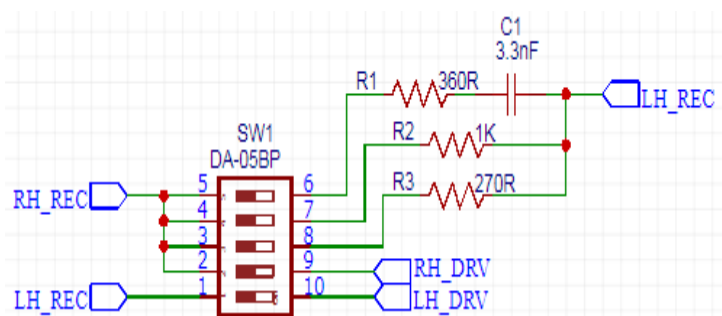 C1
3.3nF
R1 360R
LH_REC
R2 1K
SW1
DA-05BP
R3 270R
RH_REC
5 6
4 7
3 8
2 9
RH_DRV
LH_REC
1 10
LH_DRV